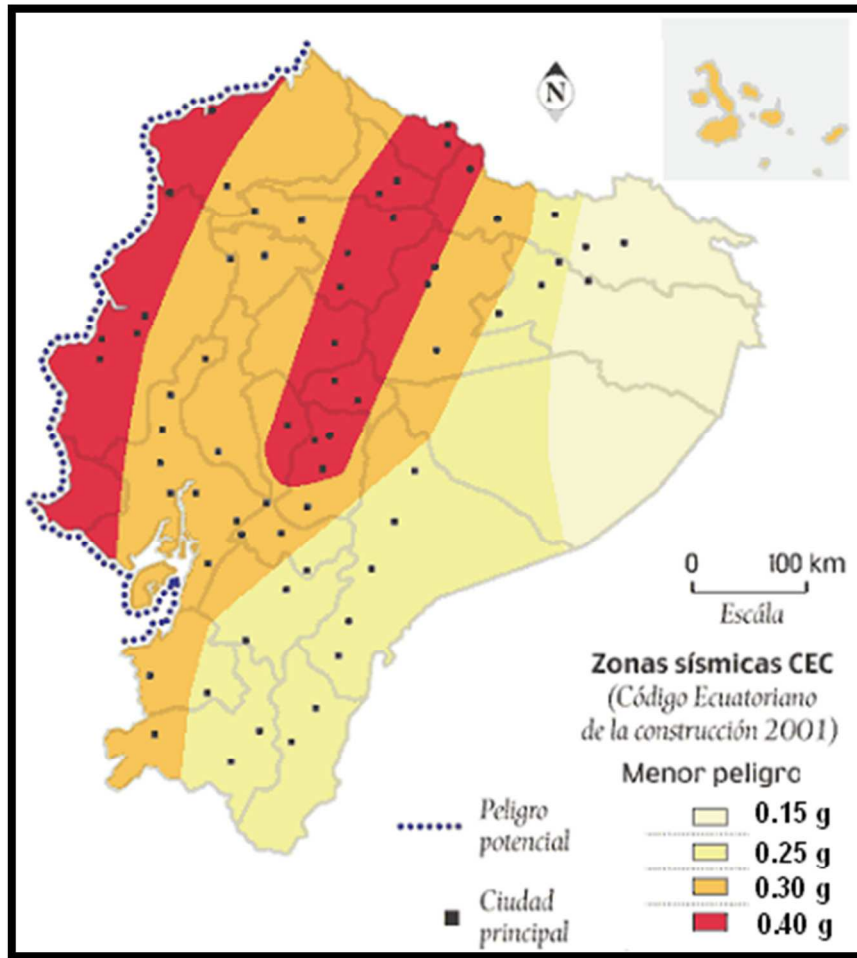 N
0 100 km
Escála
Zonas sísmicas CEC
(Código Ecuatoriano
de la construcción 2001)
Menor peligro
0.15 g
0.25 g
0.30 g
0.40 g
Peligro
potencial
Ciudad
principal